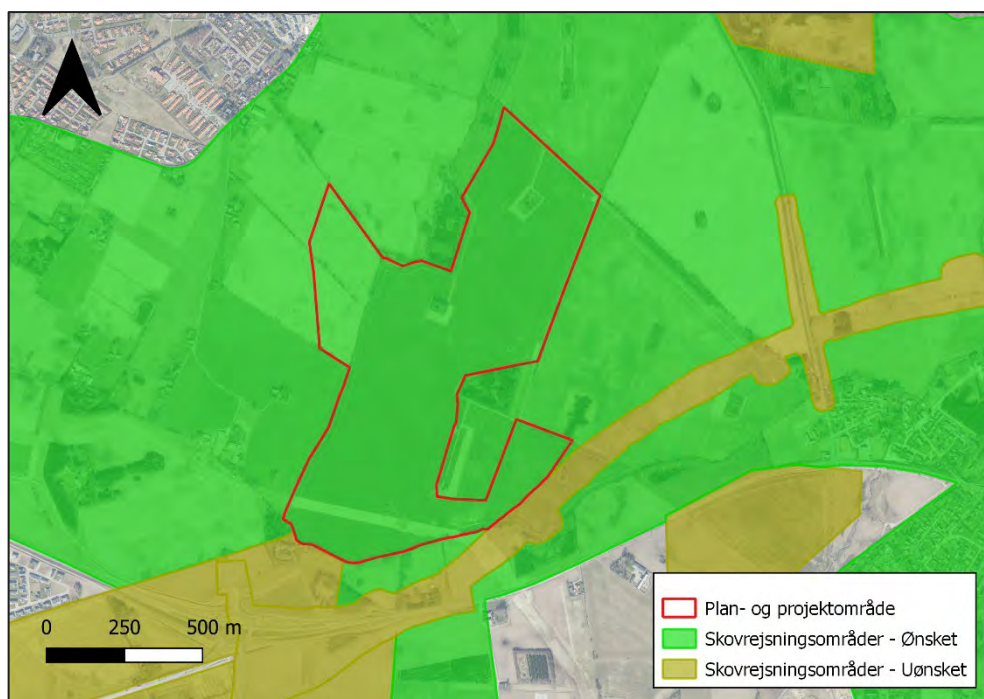 Plan- og projektområde
Skovrejsningsområder - Ønsket
Skovrejsningsområder - Uønsket
0 250 500 m